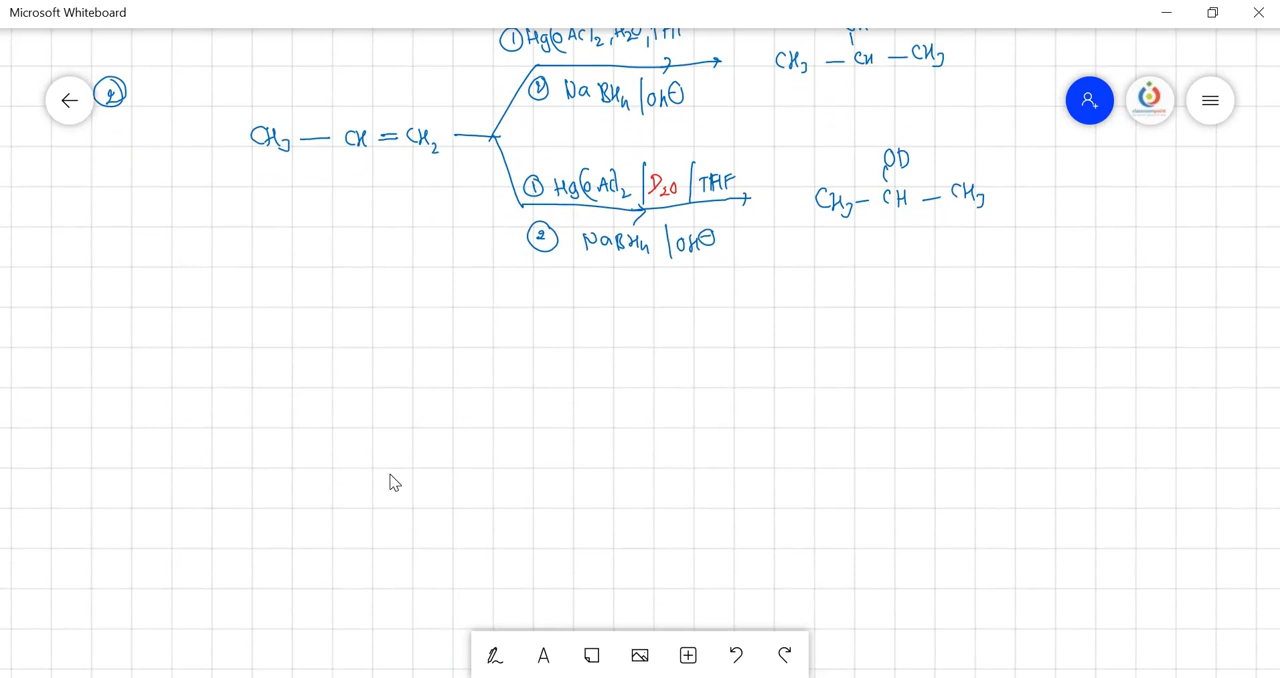 Microsoft Whiteboard
① Hg(OAc)₂, H₂O, THF
② NaBH₄ | OH⊖
CH₃ — CH — CH₃
②
CH₃ — CH = CH₂
① Hg(OAc)₂ | D₂O | THF
② NaBH₄ | OH⊖
OD
CH₃ — CH — CH₃
A